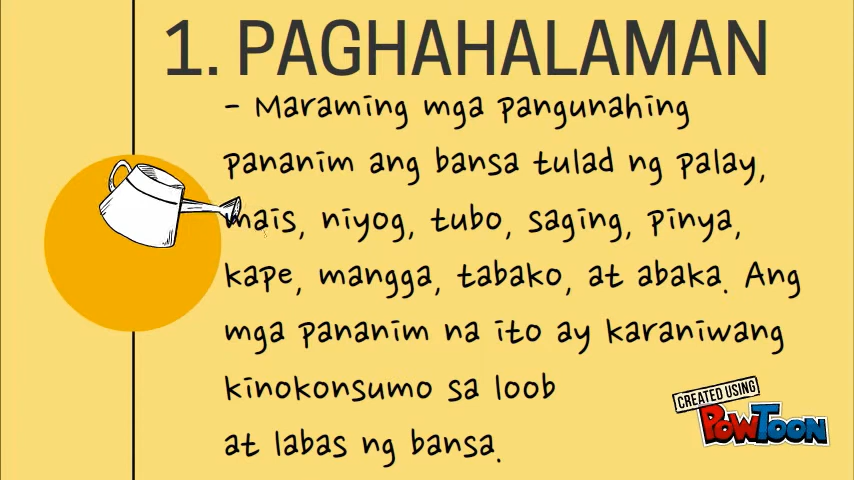 1. PAGHAHALAMAN
- Maraming mga pangunahing
pananim ang bansa tulad ng palay,
mais, niyog, tubo, saging, pinya,
kape, mangga, tabako, at abaka. Ang
mga pananim na ito ay karaniwang
kinokonsumo sa loob
at labas ng bansa.
CREATED USING
POWTOON